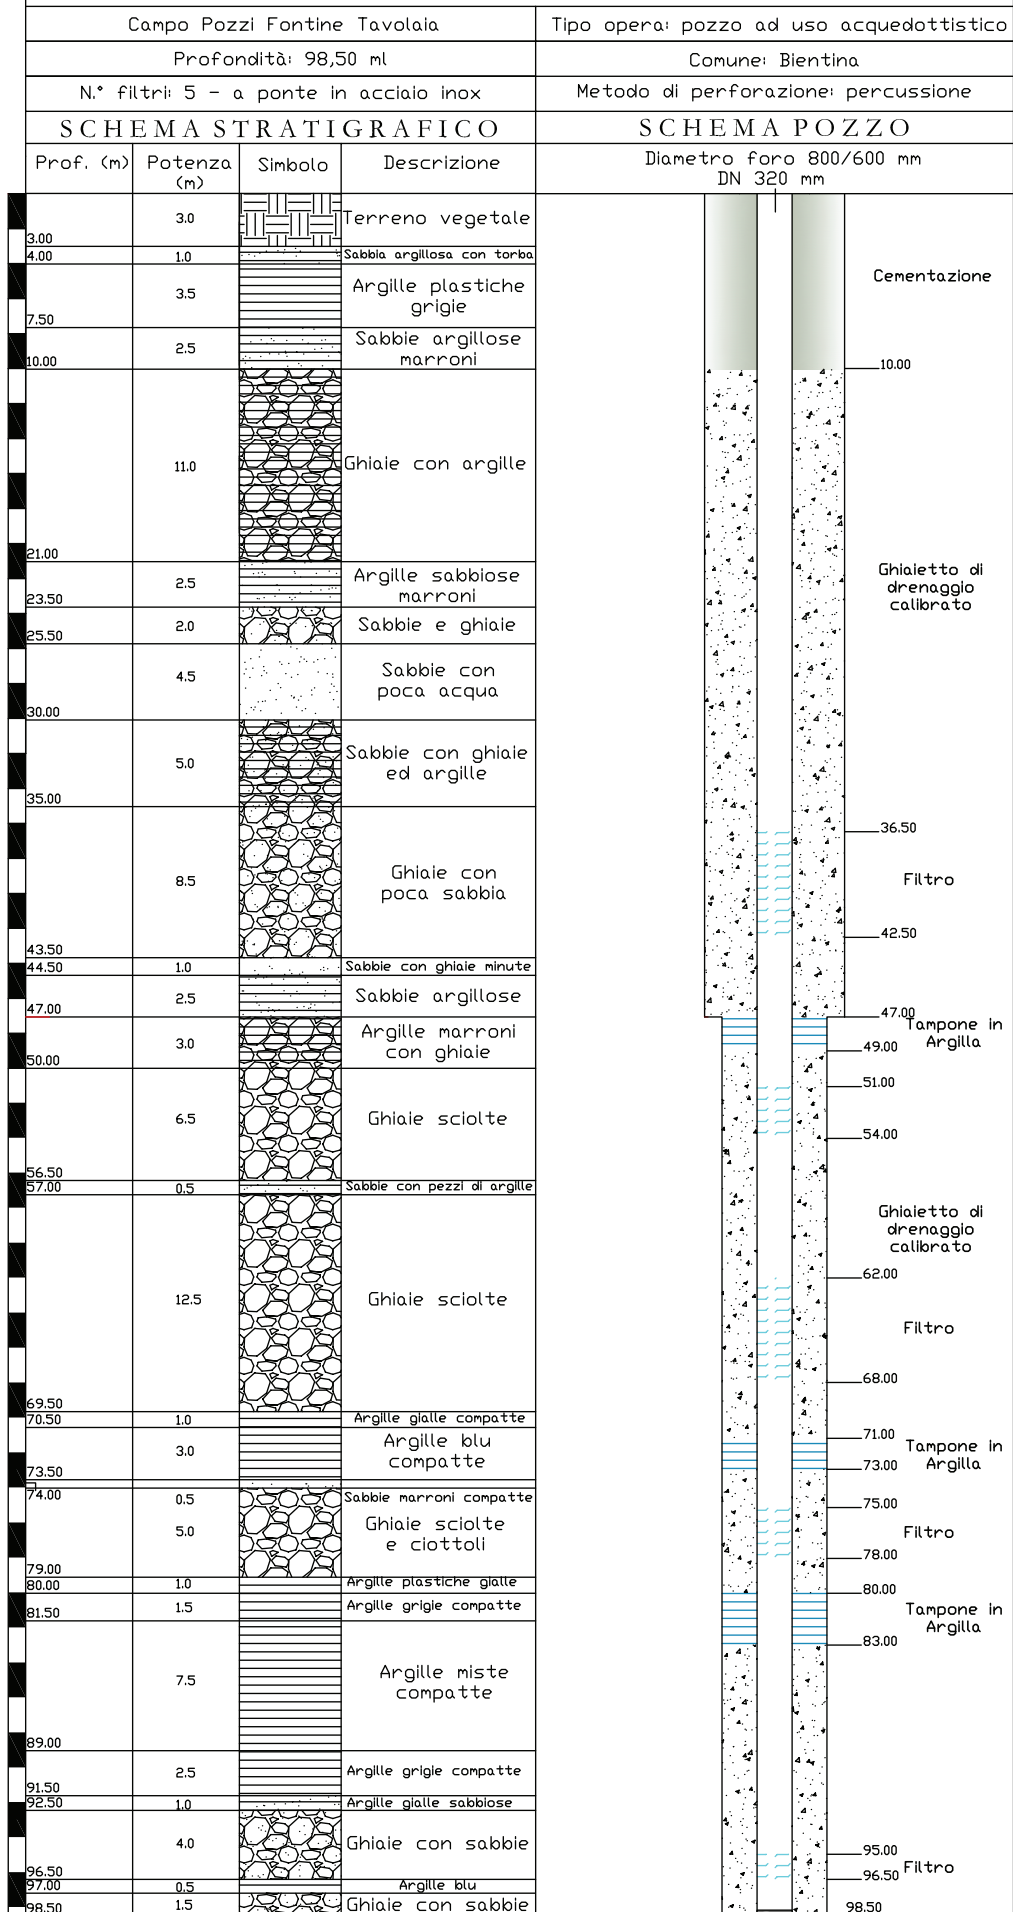 Campo Pozzi Fontine Tavolaia
Tipo opera: pozzo ad uso acquedottistico
Profondità: 98,50 ml
Comune: Bientina
N.° filtri: 5 - a ponte in acciaio inox
Metodo di perforazione: percussione
SCHEMA STRATIGRAFICO
SCHEMA POZZO
Prof. (m)
Potenza
(m)
Simbolo
Descrizione
Diametro foro 800/600 mm
DN 320 mm
3.0
Terreno vegetale
3.00
4.00
1.0
Sabbia argillosa con torba
3.5
Argille plastiche
grigie
7.50
2.5
Sabbie argillose
marroni
10.00
11.0
Ghiaie con argille
21.00
2.5
Argille sabbiose
marroni
23.50
2.0
Sabbie e ghiaie
25.50
4.5
Sabbie con
poca acqua
30.00
5.0
Sabbie con ghiaie
ed argille
35.00
8.5
Ghiaie con
poca sabbia
43.50
44.50
1.0
Sabbie con ghiaie minute
2.5
Sabbie argillose
47.00
3.0
Argille marroni
con ghiaie
50.00
6.5
Ghiaie sciolte
56.50
57.00
0.5
Sabbie con pezzi di argille
12.5
Ghiaie sciolte
69.50
70.50
1.0
Argille gialle compatte
3.0
Argille blu
compatte
73.50
74.00
0.5
Sabbie marroni compatte
5.0
Ghiaie sciolte
e ciottoli
79.00
80.00
1.0
Argille plastiche gialle
1.5
Argille grigie compatte
81.50
7.5
Argille miste
compatte
89.00
2.5
Argille grigie compatte
91.50
92.50
1.0
Argille gialle sabbiose
4.0
Ghiaie con sabbie
96.50
97.00
0.5
Argille blu
1.5
Ghiaie con sabbie
98.50
Cementazione
10.00
Ghiaietto di
drenaggio
calibrato
36.50
Filtro
42.50
47.00
Tampone in
Argilla
49.00
51.00
54.00
Ghiaietto di
drenaggio
calibrato
62.00
Filtro
68.00
71.00
Tampone in
Argilla
73.00
75.00
Filtro
78.00
80.00
Tampone in
Argilla
83.00
95.00
Filtro
96.50
98.50